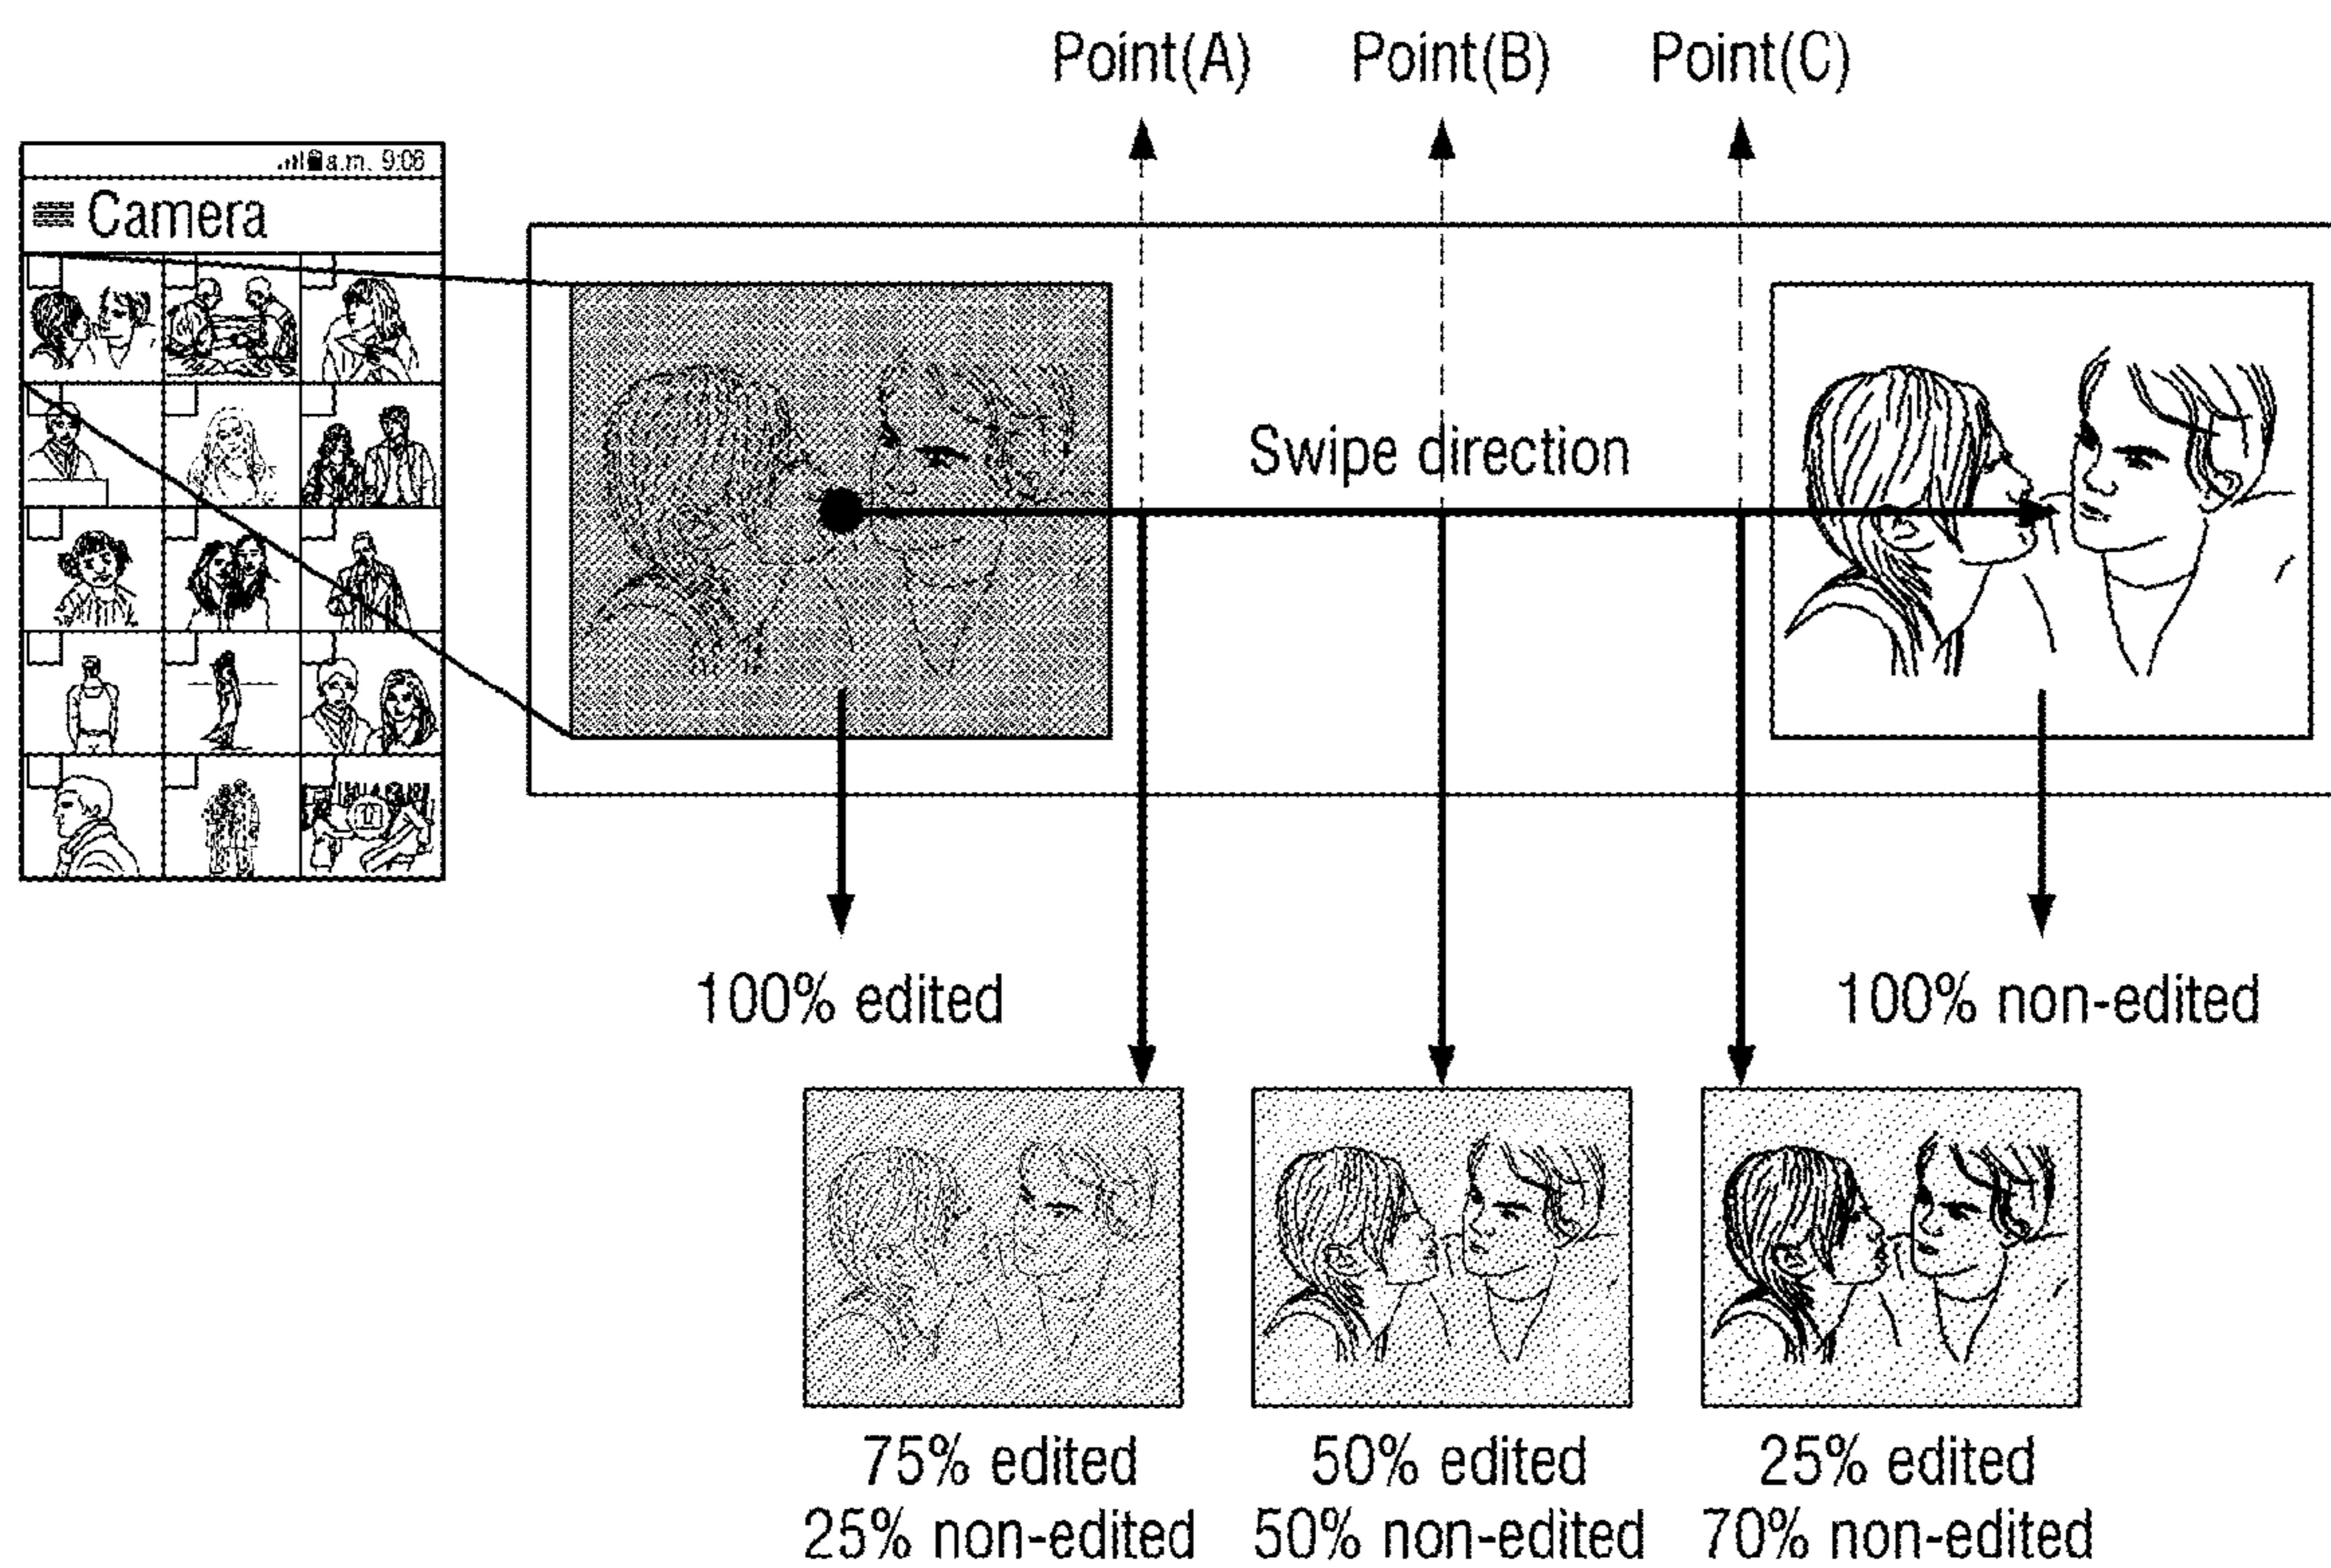 Point(A) Point(B) Point(C)
a.m. 9:06
Camera
Swipe direction
100% edited
100% non-edited
75% edited
25% non-edited
50% edited
50% non-edited
25% edited
70% non-edited